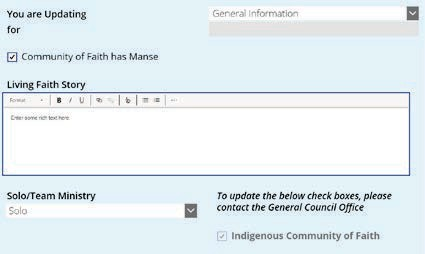 You are Updating General Information
for
Community of Faith has Manse
Living Faith Story
Format B I U
Enter some rich text here
Solo/Team Ministry
Solo
To update the below check boxes, please
contact the General Council Office
Indigenous Community of Faith